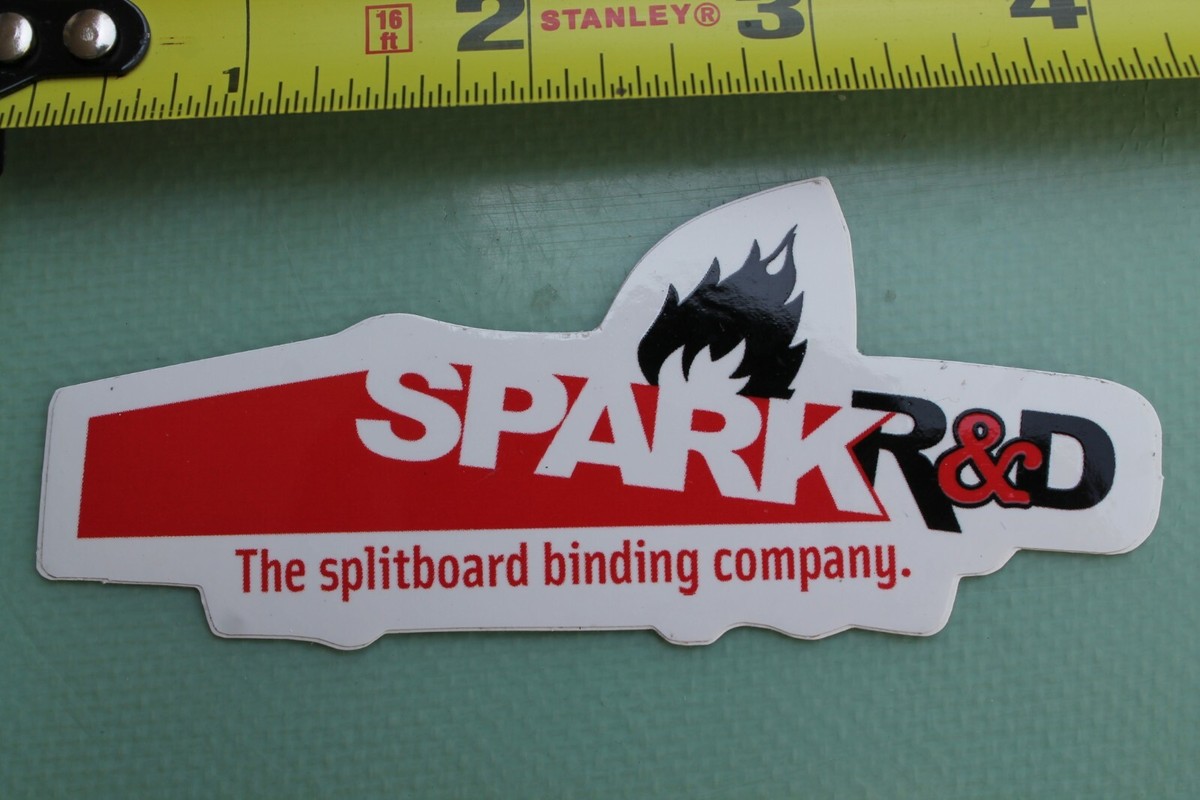 16 ft
1 2 STANLEY® 3 4
SPARK R&D
The splitboard binding company.